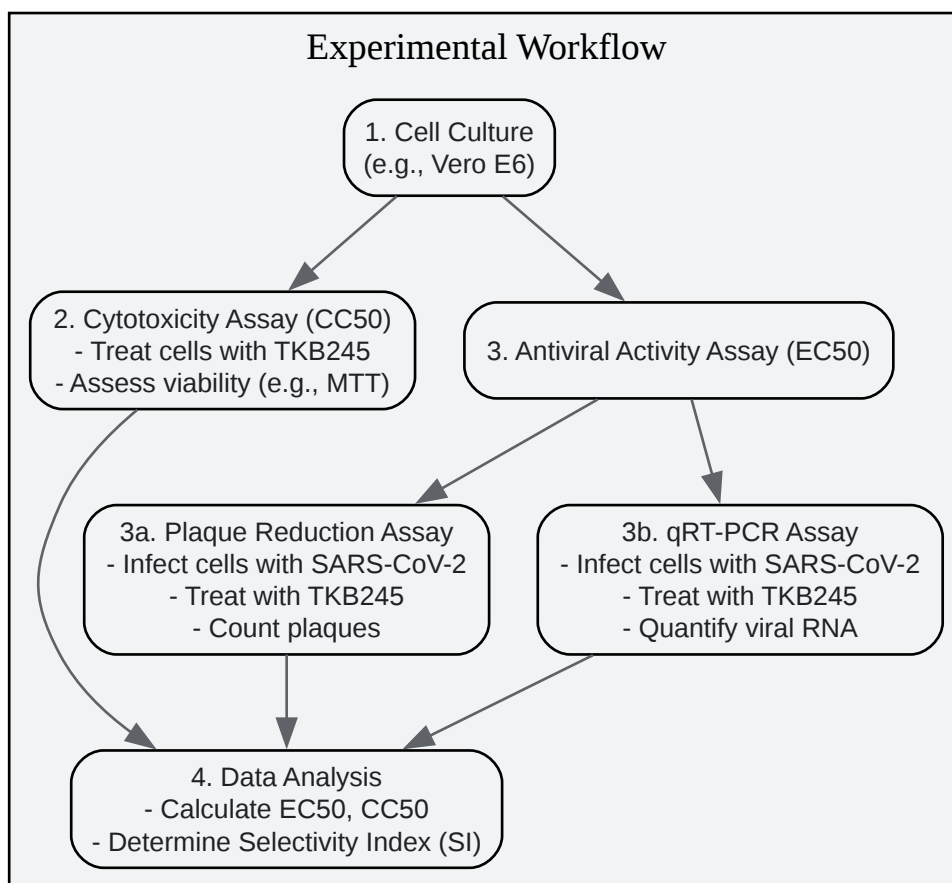 Experimental Workflow
1. Cell Culture
(e.g., Vero E6)
2. Cytotoxicity Assay (CC50)
- Treat cells with TKB245
- Assess viability (e.g., MTT)
3. Antiviral Activity Assay (EC50)
3a. Plaque Reduction Assay
- Infect cells with SARS-CoV-2
- Treat with TKB245
- Count plaques
3b. qRT-PCR Assay
- Infect cells with SARS-CoV-2
- Treat with TKB245
- Quantify viral RNA
4. Data Analysis
- Calculate EC50, CC50
- Determine Selectivity Index (SI)